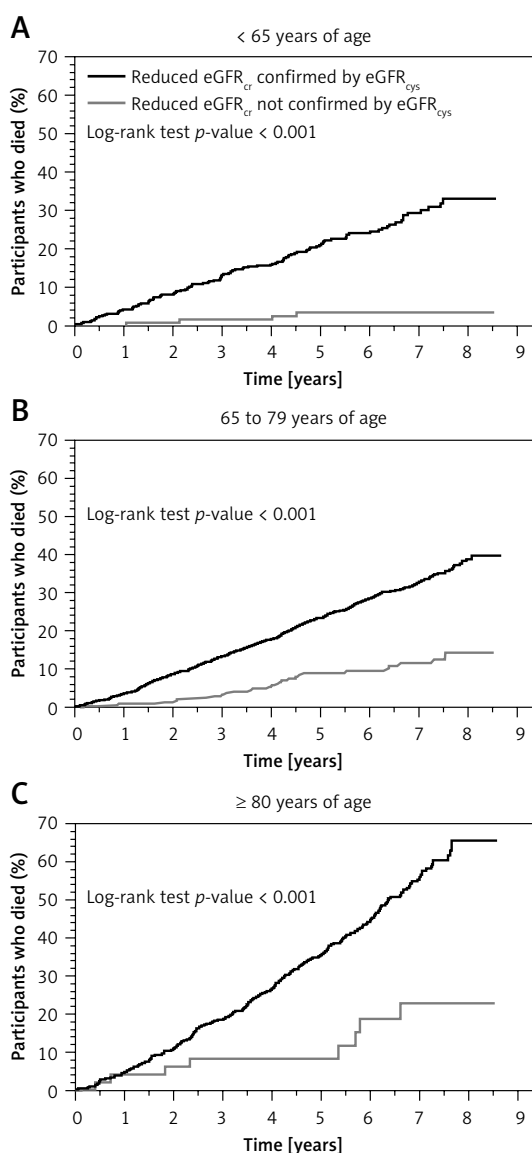 A
< 65 years of age
Participants who died (%)
70
60
50
40
30
20
10
0
Reduced eGFRcr confirmed by eGFRcys
Reduced eGFRcr not confirmed by eGFRcys
Log-rank test p-value < 0.001
0 1 2 3 4 5 6 7 8 9
Time [years]
B
65 to 79 years of age
Participants who died (%)
70
60
50
40
30
20
10
0
Log-rank test p-value < 0.001
0 1 2 3 4 5 6 7 8 9
Time [years]
C
≥ 80 years of age
Participants who died (%)
70
60
50
40
30
20
10
0
Log-rank test p-value < 0.001
0 1 2 3 4 5 6 7 8 9
Time [years]